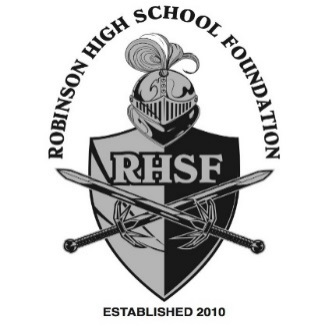 ROBINSON HIGH SCHOOL FOUNDATION
RHSF
ESTABLISHED 2010